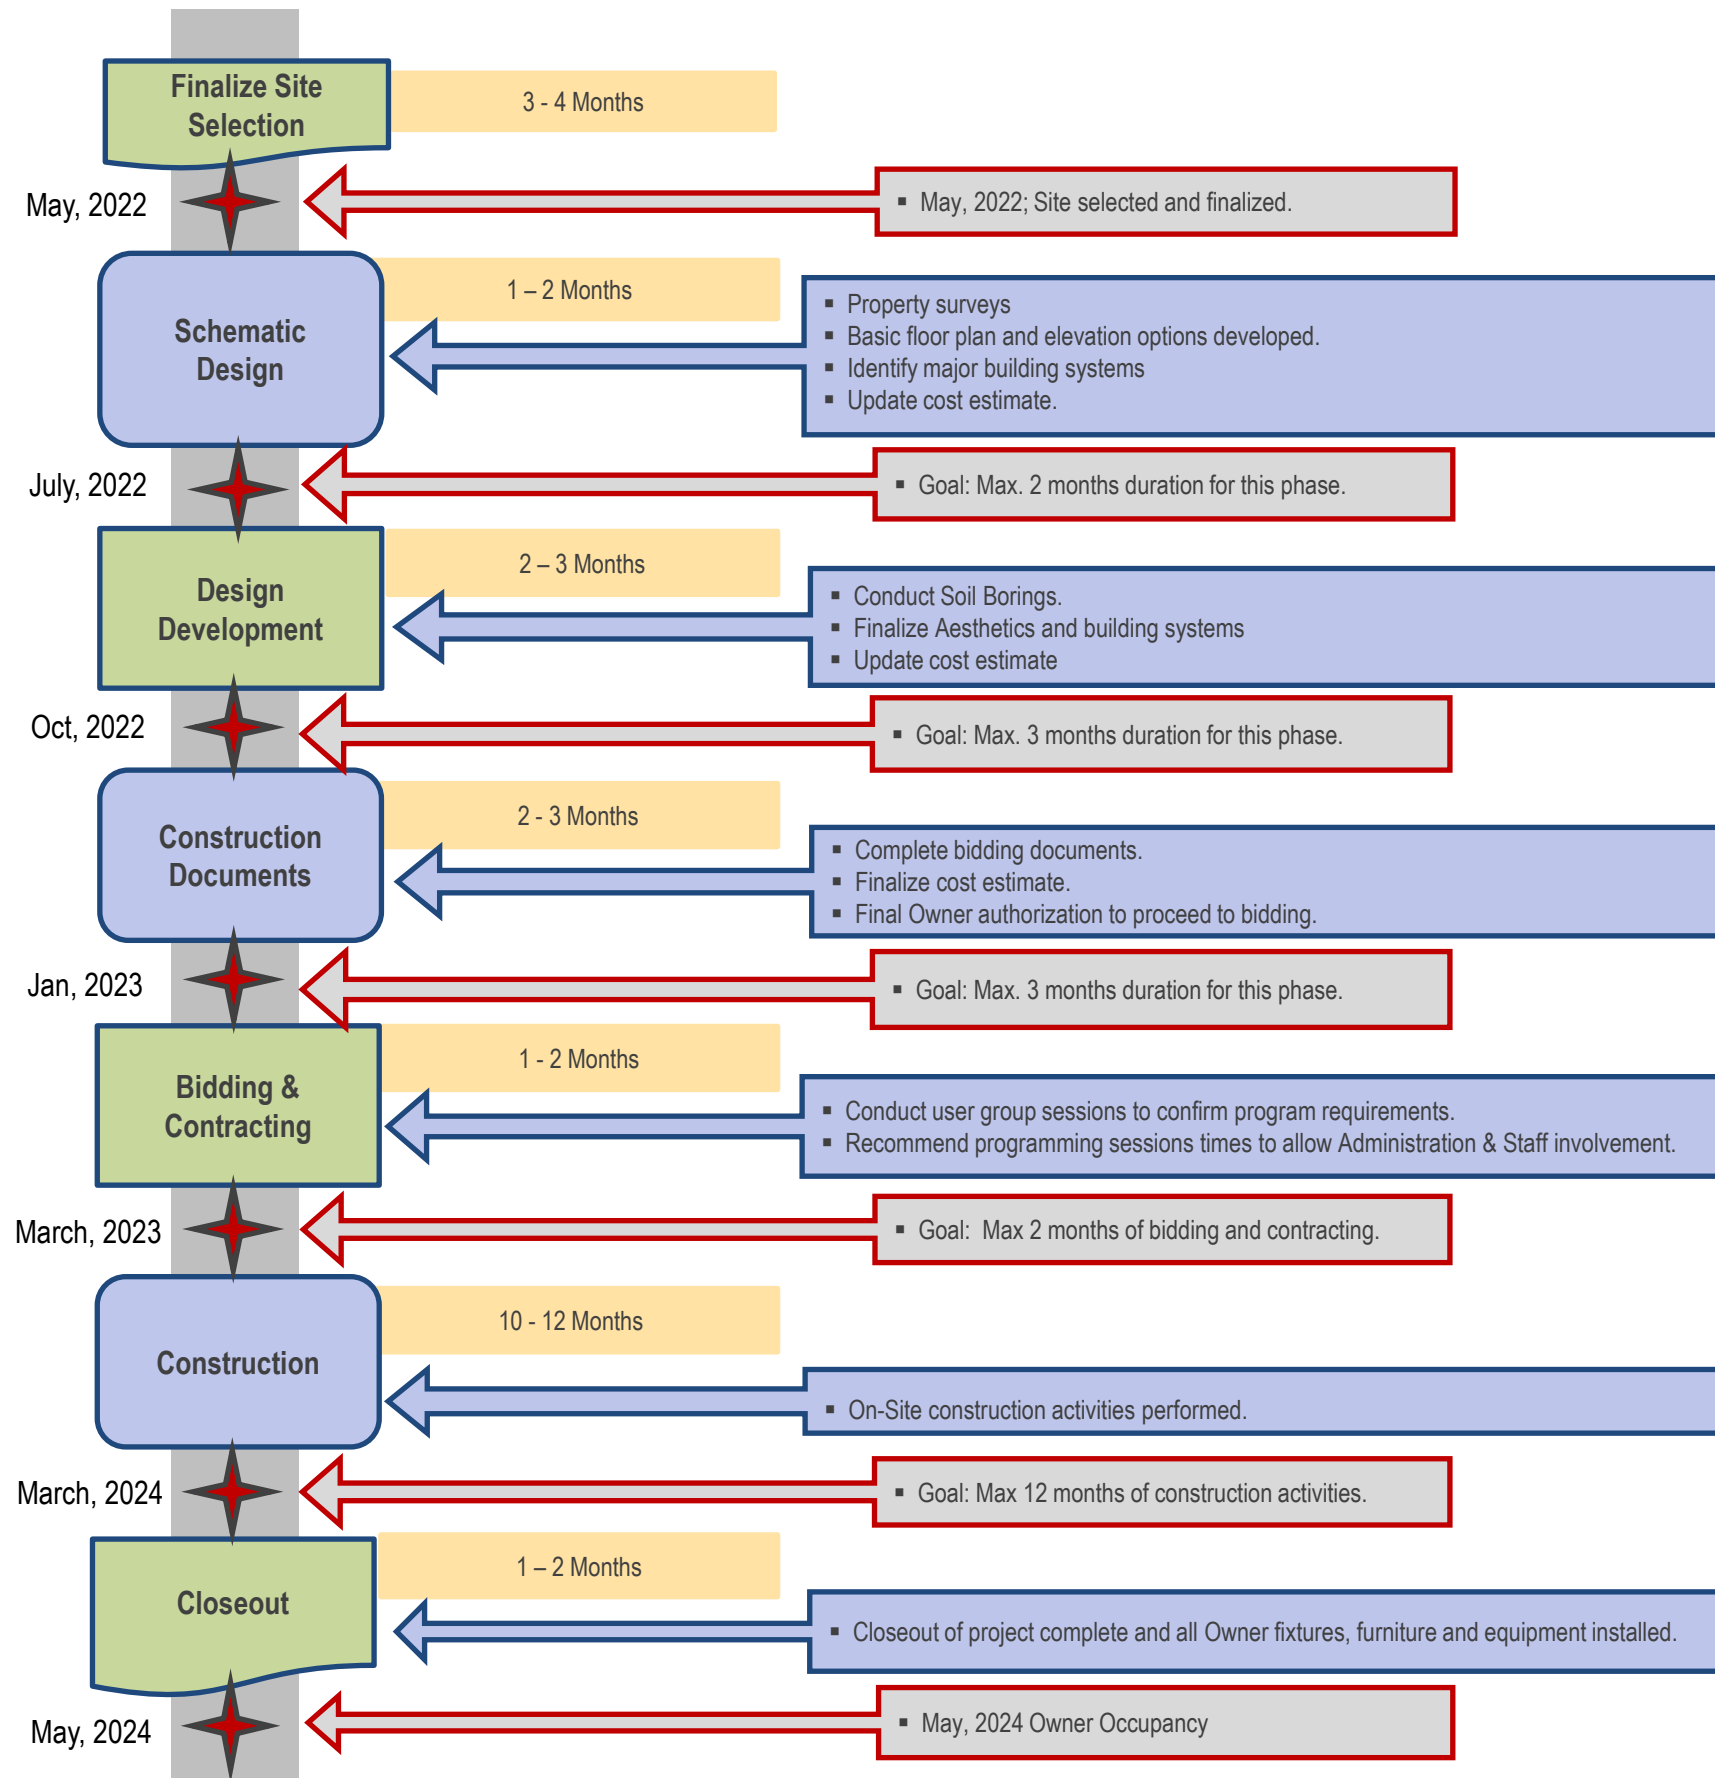 Finalize Site
Selection
3 - 4 Months
May, 2022
▪ May, 2022; Site selected and finalized.
1 – 2 Months
Schematic
Design
▪ Property surveys
▪ Basic floor plan and elevation options developed.
▪ Identify major building systems
▪ Update cost estimate.
July, 2022
▪ Goal: Max. 2 months duration for this phase.
2 – 3 Months
Design
Development
▪ Conduct Soil Borings.
▪ Finalize Aesthetics and building systems
▪ Update cost estimate
Oct, 2022
▪ Goal: Max. 3 months duration for this phase.
2 - 3 Months
Construction
Documents
▪ Complete bidding documents.
▪ Finalize cost estimate.
▪ Final Owner authorization to proceed to bidding.
Jan, 2023
▪ Goal: Max. 3 months duration for this phase.
1 - 2 Months
Bidding &
Contracting
▪ Conduct user group sessions to confirm program requirements.
▪ Recommend programming sessions times to allow Administration & Staff involvement.
March, 2023
▪ Goal:  Max 2 months of bidding and contracting.
10 - 12 Months
Construction
▪ On-Site construction activities performed.
March, 2024
▪ Goal: Max 12 months of construction activities.
1 – 2 Months
Closeout
▪ Closeout of project complete and all Owner fixtures, furniture and equipment installed.
May, 2024
▪ May, 2024 Owner Occupancy